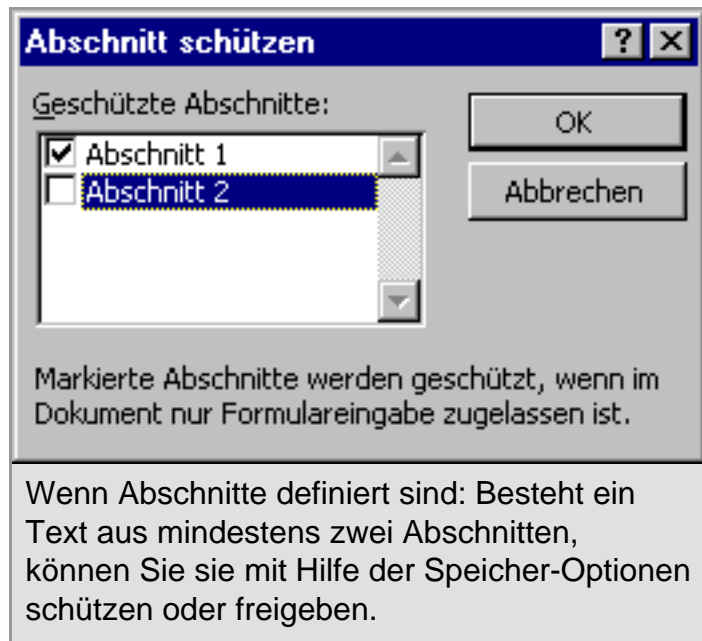 Abschnitt schützen
Geschützte Abschnitte:
Abschnitt 1
Abschnitt 2
OK
Abbrechen
Markierte Abschnitte werden geschützt, wenn im
Dokument nur Formulareingabe zugelassen ist.
Wenn Abschnitte definiert sind: Besteht ein
Text aus mindestens zwei Abschnitten,
können Sie sie mit Hilfe der Speicher-Optionen
schützen oder freigeben.